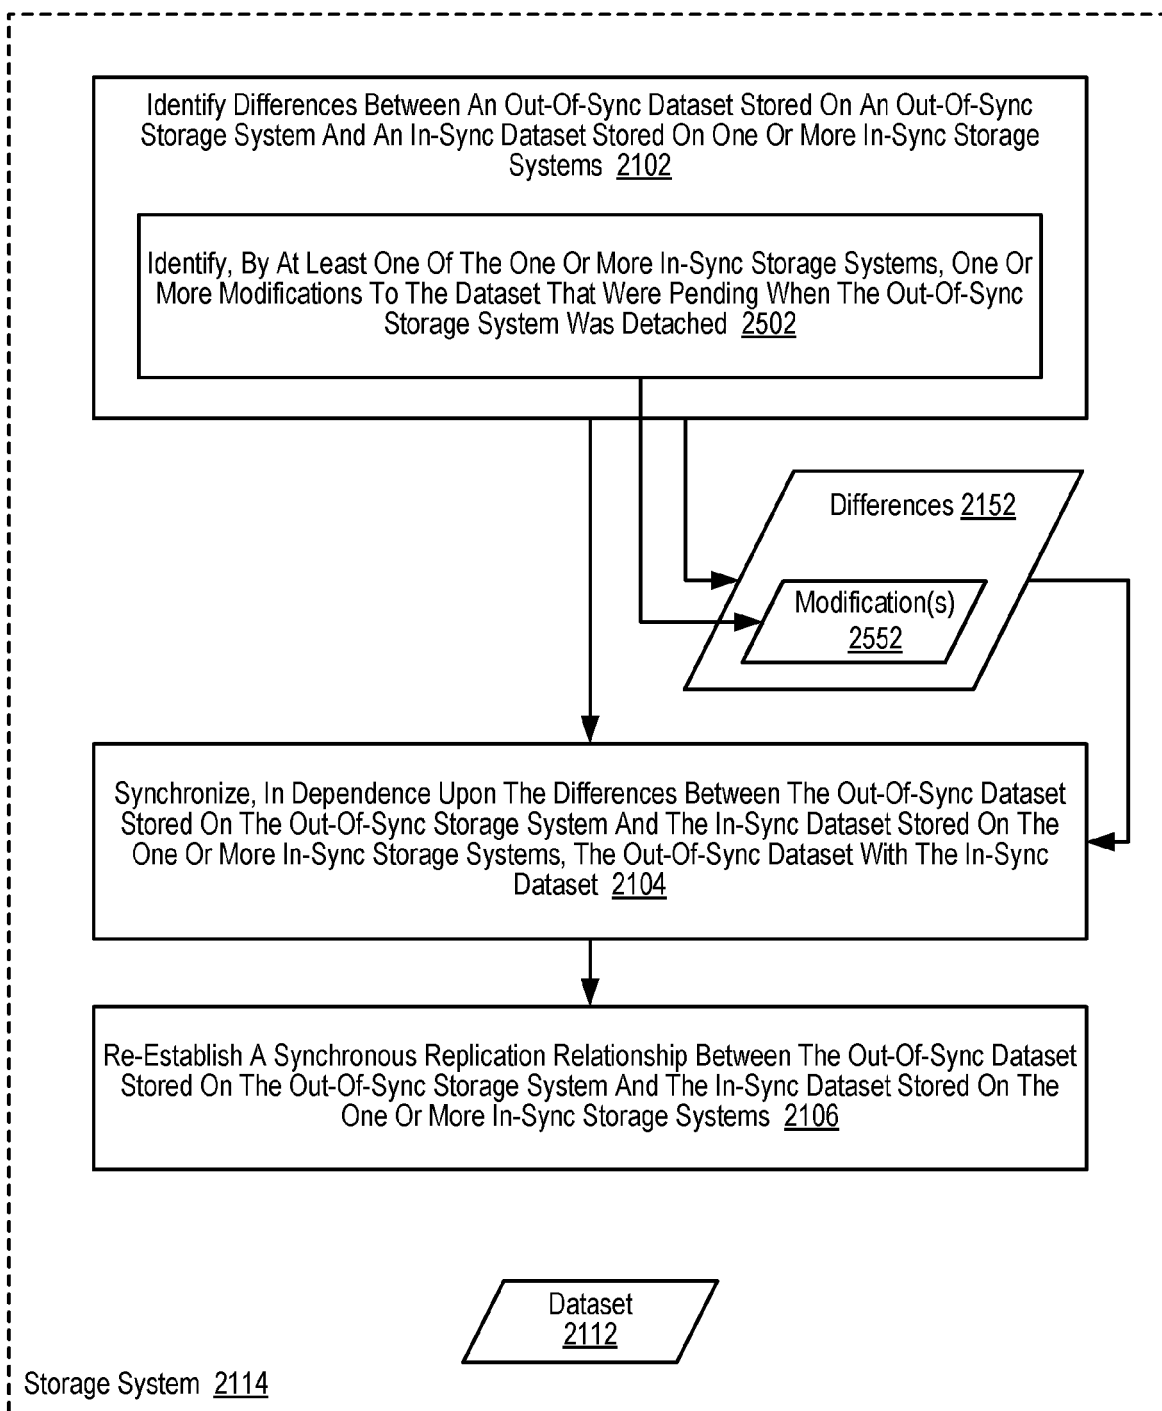 Identify Differences Between An Out-Of-Sync Dataset Stored On An Out-Of-Sync
Storage System And An In-Sync Dataset Stored On One Or More In-Sync Storage
Systems 2102
Identify, By At Least One Of The One Or More In-Sync Storage Systems, One Or
More Modifications To The Dataset That Were Pending When The Out-Of-Sync
Storage System Was Detached 2502
Differences 2152
Modification(s)
2552
Synchronize, In Dependence Upon The Differences Between The Out-Of-Sync Dataset
Stored On The Out-Of-Sync Storage System And The In-Sync Dataset Stored On The
One Or More In-Sync Storage Systems, The Out-Of-Sync Dataset With The In-Sync
Dataset 2104
Re-Establish A Synchronous Replication Relationship Between The Out-Of-Sync Dataset
Stored On The Out-Of-Sync Storage System And The In-Sync Dataset Stored On The
One Or More In-Sync Storage Systems 2106
Dataset
2112
Storage System 2114